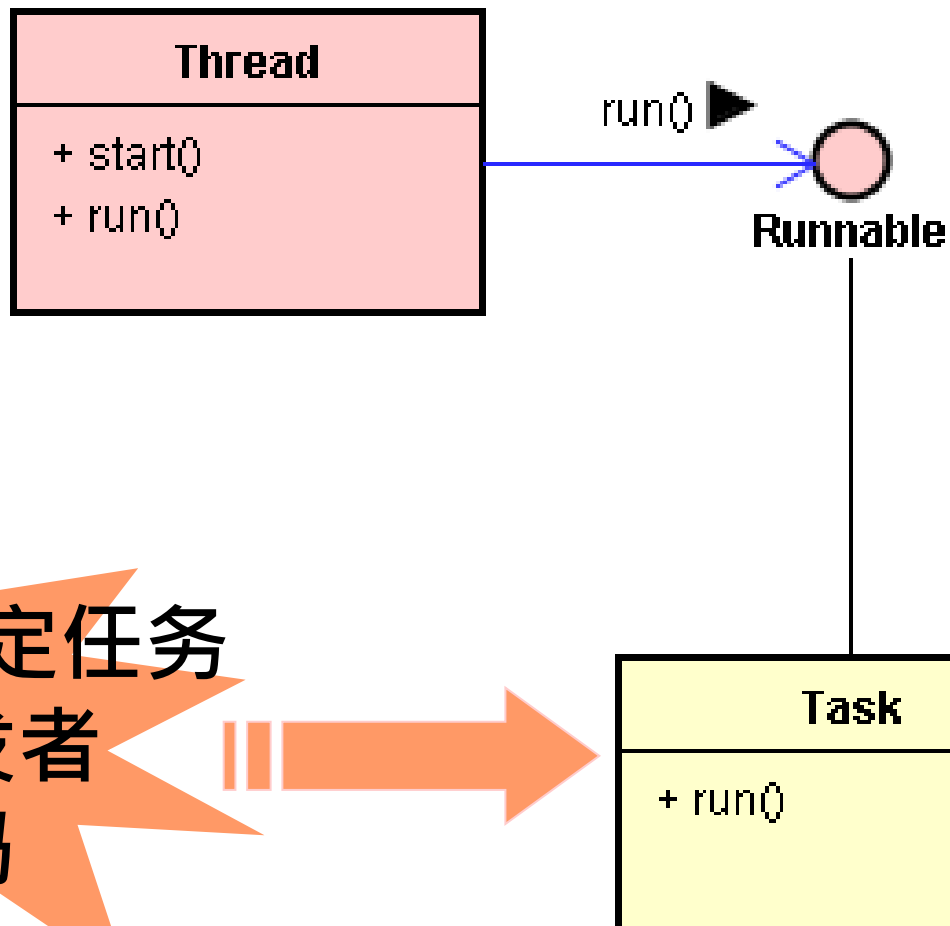 Thread
+ start()
+ run()
run()
Runnable
定任务
者
Task
+ run()